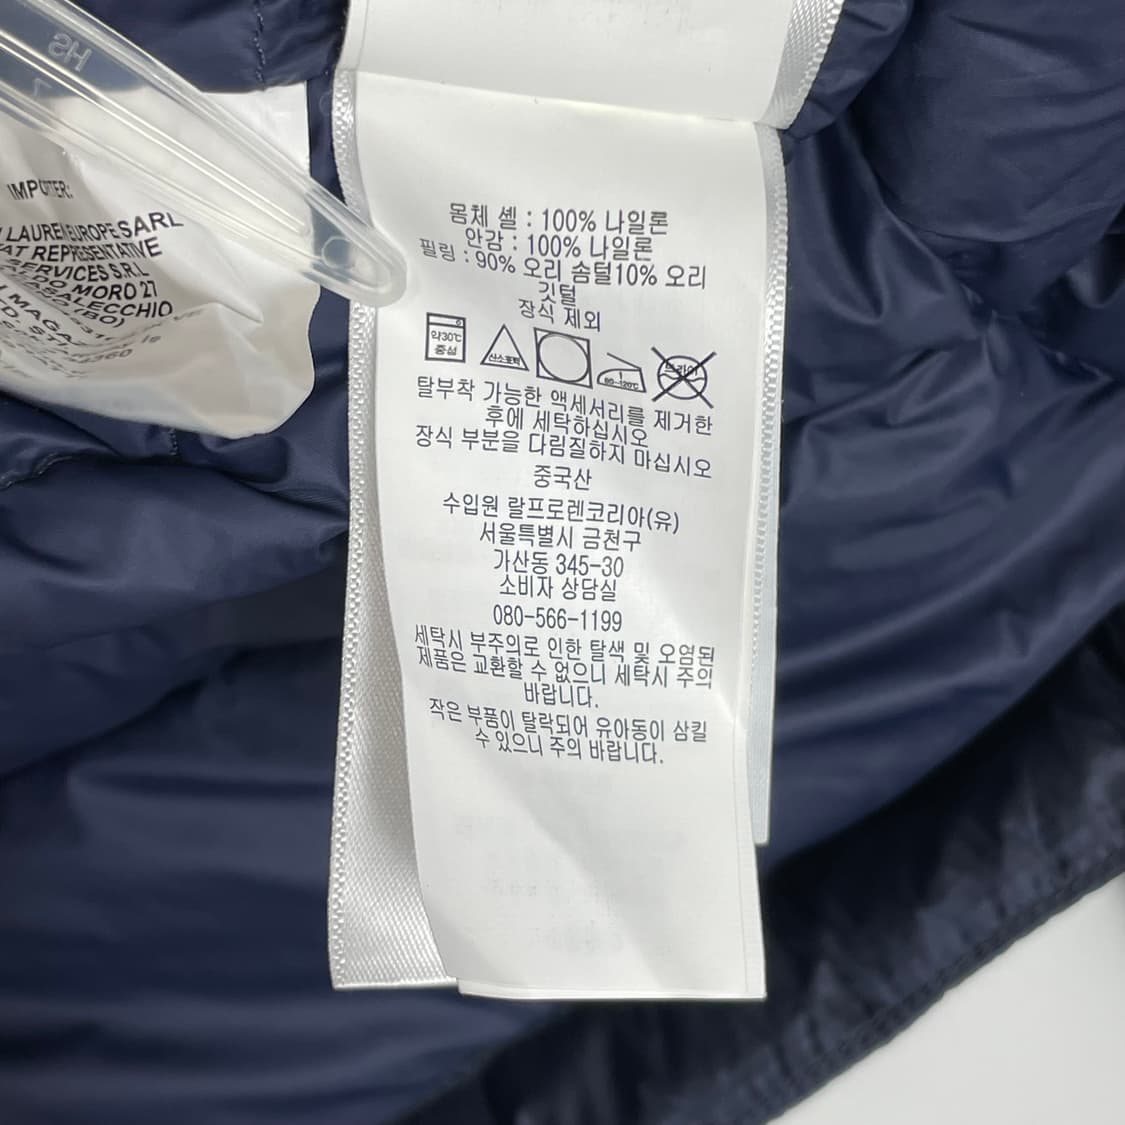 SH
IMPORTER:
LAUREN EUROPE SARL
REPRESENTATIVE
SERVICES S.R.L
MORO 27
CASALECCHIO
(BO)
몸체 셸 : 100% 나일론
안감 : 100% 나일론
필링 : 90% 오리 솜털10% 오리
깃털
장식 제외
약30℃
중성
산소표백
80~120℃
드라이
탈부착 가능한 액세서리를 제거한
후에 세탁하십시오
장식 부분을 다림질하지 마십시오
중국산
수입원 랄프로렌코리아(유)
서울특별시 금천구
가산동 345-30
소비자 상담실
080-566-1199
세탁시 부주의로 인한 탈색 및 오염된
제품은 교환할 수 없으니 세탁시 주의
바랍니다.
작은 부품이 탈락되어 유아동이 삼킬
수 있으니 주의 바랍니다.